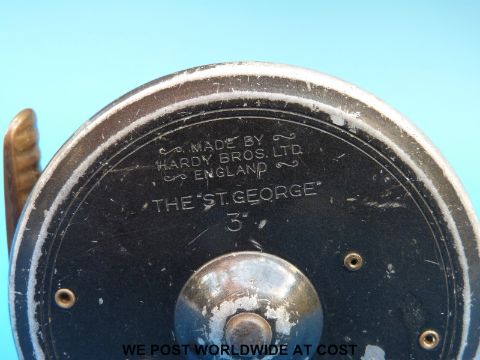 MADE BY
HARDY BROS. LTD.
ENGLAND
THE "ST. GEORGE"
3"
WE POST WORLDWIDE AT COST